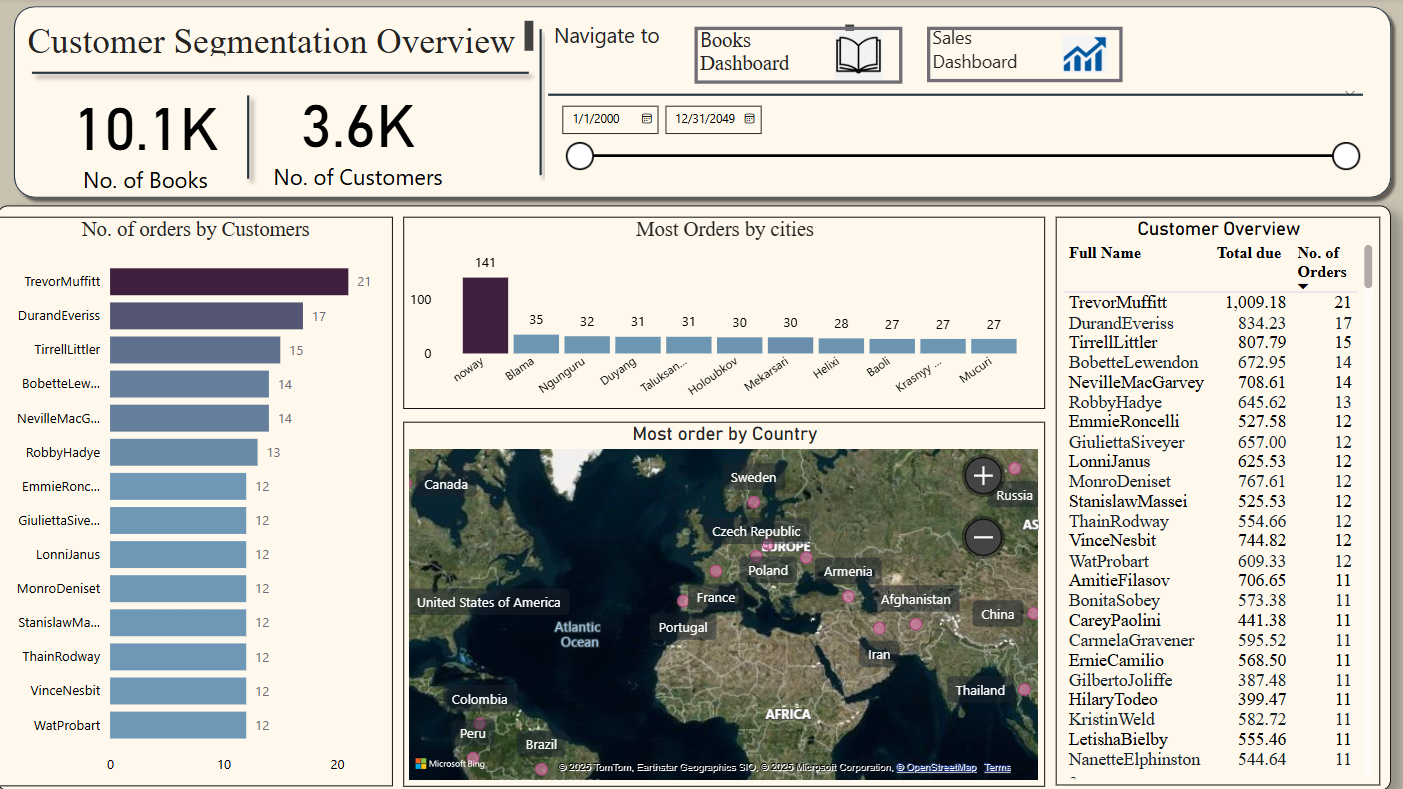 Customer Segmentation Overview
Navigate to
Books
Dashboard
Sales
Dashboard
10.1K
No. of Books
3.6K
No. of Customers
1/1/2000
12/31/2049
No. of orders by Customers
TrevorMuffitt 21
DurandEveriss 17
TirrellLittler 15
BobetteLew... 14
NevilleMacG... 14
RobbyHadye 13
EmmieRonc... 12
GiuliettaSive... 12
LonniJanus 12
MonroDeniset 12
StanislawMa... 12
ThainRodway 12
VinceNesbit 12
WatProbart 12
0 10 20
Most Orders by cities
141 35 32 31 31 30 30 28 27 27 27
100
0
noway Blama Ngunguru Duyang Taluksan... Holoubkov Mekarsari Helixi Baoli Krasnyy ... Mucuri
Most order by Country
Canada
Sweden
Russia
AS
Czech Republic
EUROPE
Poland
Armenia
France
Afghanistan
United States of America
China
Atlantic
Ocean
Portugal
Iran
Colombia
Thailand
AFRICA
Peru
Brazil
Microsoft Bing
© 2025 TomTom, Earthstar Geographics SIO, © 2025 Microsoft Corporation, © OpenStreetMap Terms
Customer Overview
Full Name Total due No. of
Orders
TrevorMuffitt 1,009.18 21
DurandEveriss 834.23 17
TirrellLittler 807.79 15
BobetteLewendon 672.95 14
NevilleMacGarvey 708.61 14
RobbyHadye 645.62 13
EmmieRoncelli 527.58 12
GiuliettaSiveyer 657.00 12
LonniJanus 625.53 12
MonroDeniset 767.61 12
StanislawMassei 525.53 12
ThainRodway 554.66 12
VinceNesbit 744.82 12
WatProbart 609.33 12
AmitieFilasov 706.65 11
BonitaSobey 573.38 11
CareyPaolini 441.38 11
CarmelaGravener 595.52 11
ErnieCamilio 568.50 11
GilbertoJoliffe 387.48 11
HilaryTodeo 399.47 11
KristinWeld 582.72 11
LetishaBielby 555.46 11
NanetteElphinston 544.64 11